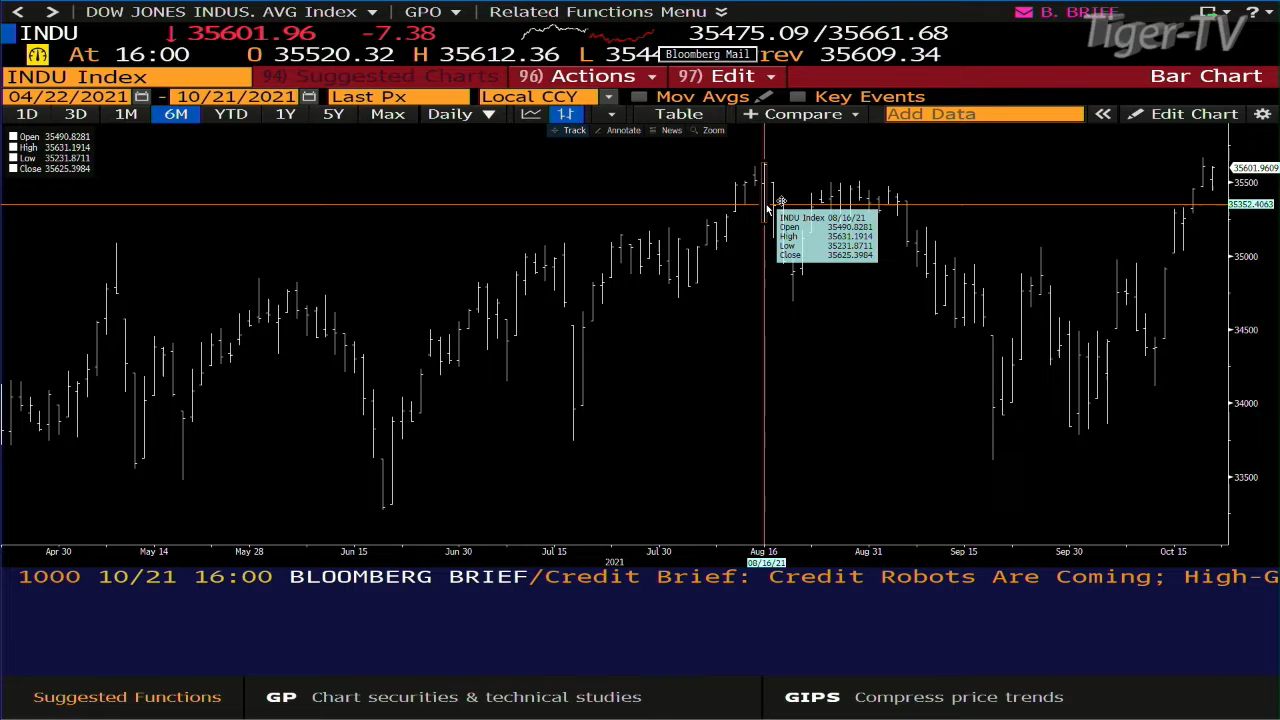 DOW JONES INDUS. AVG Index GPO Related Functions Menu B. BRIEF
Tiger-TV
INDU 35601.96 -7.38 35475.09/35661.68
At 16:00 O 35520.32 H 35612.36 L Bloomberg Mail rev 35609.34
INDU Index 94) Suggested Charts 96) Actions 97) Edit Bar Chart
04/22/2021 - 10/21/2021 Last Px Local CCY Mov Avgs Key Events
1D 3D 1M 6M YTD 1Y 5Y Max Daily Table + Compare Add Data « Edit Chart
Track Annotate News Zoom
Open 35490.8281
High 35631.1914
Low 35231.8711
Close 35625.3984
35601.9609
35500
35352.4063
INDU Index 08/16/21
Open 35490.8281
High 35631.1914
Low 35231.8711
Close 35625.3984
35000
34500
34000
33500
Apr 30 May 14 May 28 Jun 15 Jun 30 Jul 15 Jul 30 Aug 16 Aug 31 Sep 15 Sep 30 Oct 15
2021 08/16/21
1000 10/21 16:00 BLOOMBERG BRIEF/Credit Brief: Credit Robots Are Coming; High-G
Suggested Functions GP Chart securities & technical studies GIPS Compress price trends